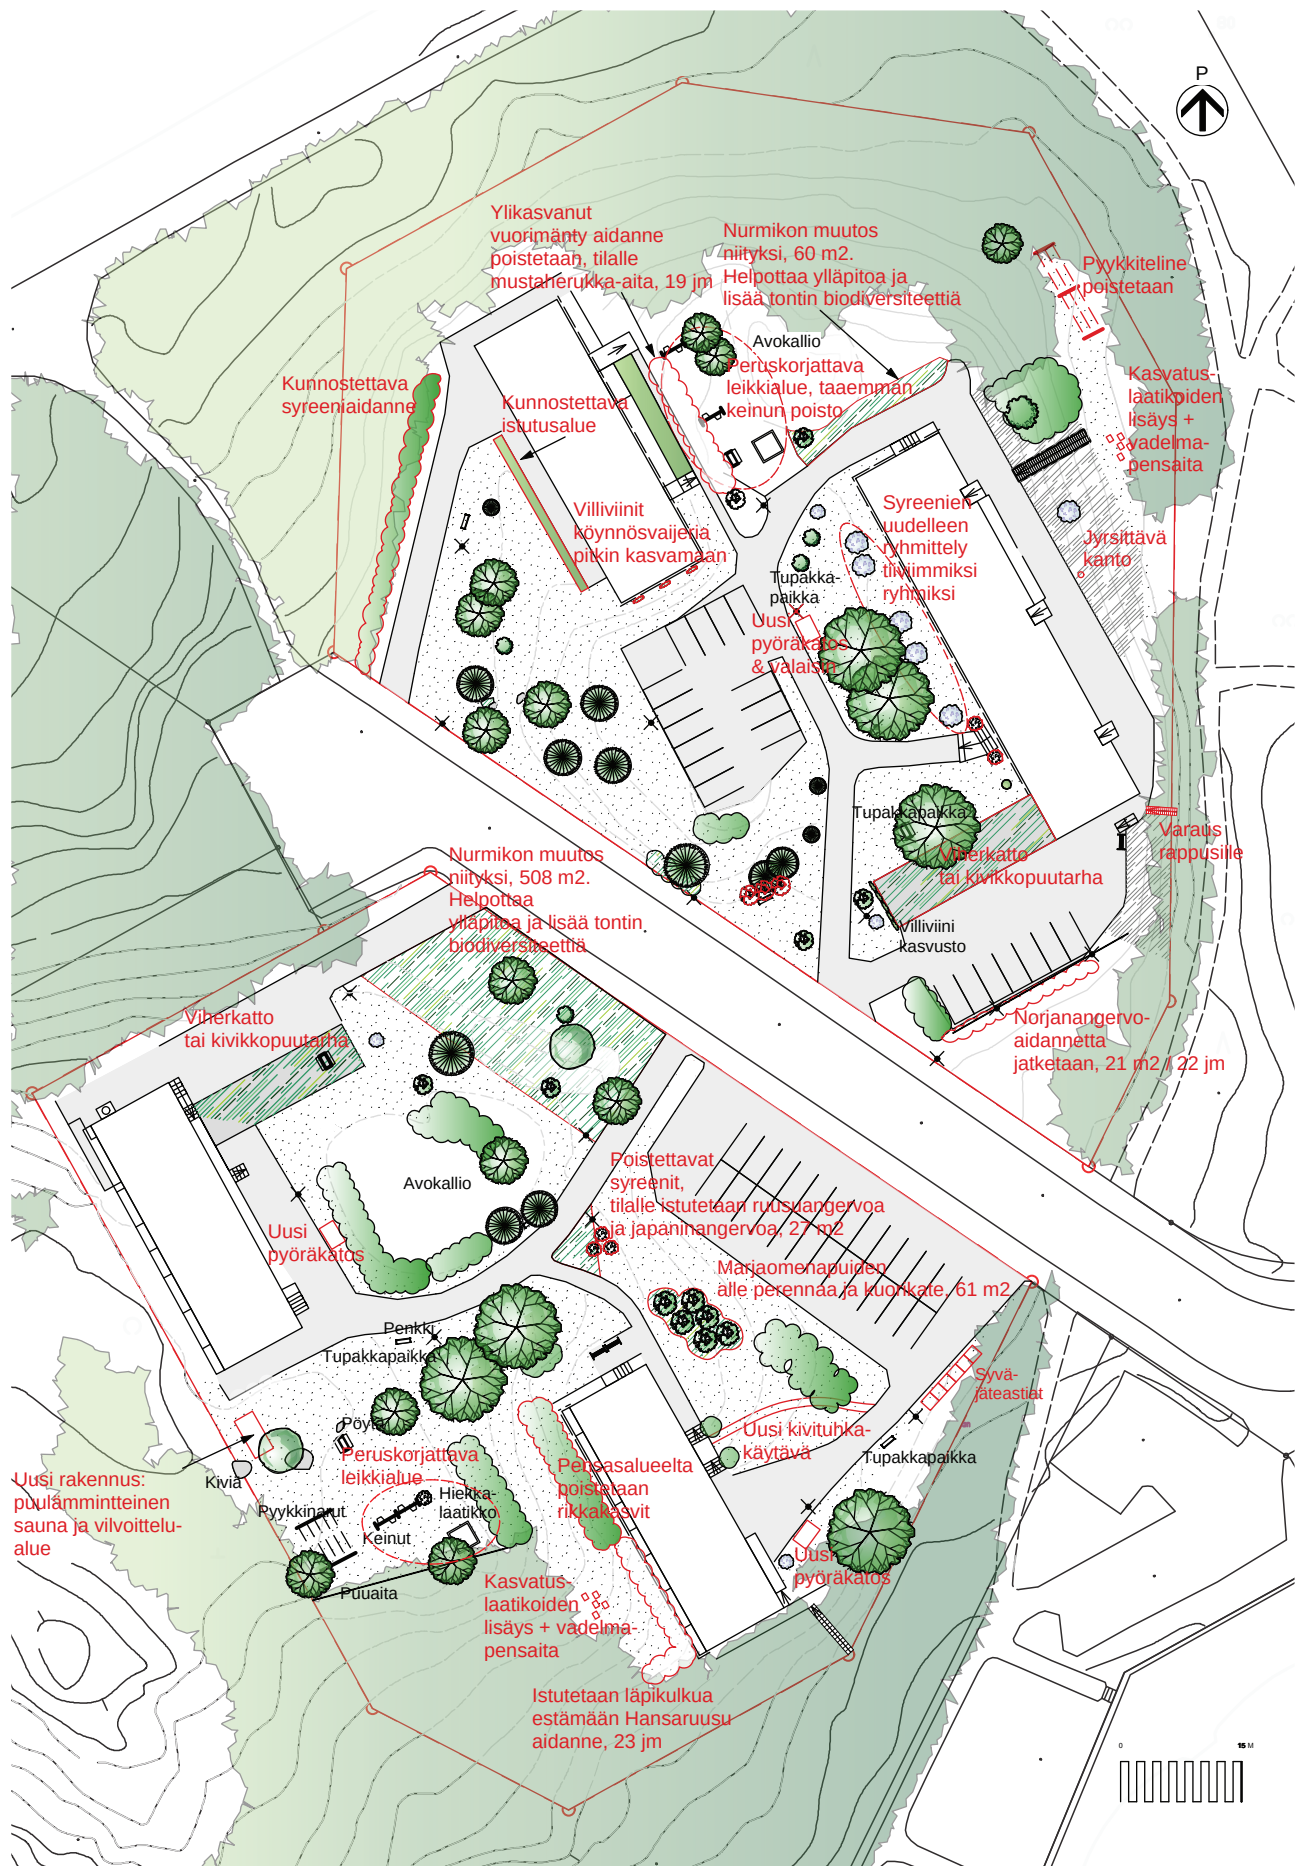 P
Ylikasvanut
vuorimänty aidanne
poistetaan, tilalle
mustaherukka-aita, 19 jm
Nurmikon muutos
niityksi, 60 m2.
Helpottaa ylläpitoa ja
lisää tontin biodiversiteettiä
Pyykkiteline
poistetaan
Avokallio
Peruskorjattava
leikkialue, taaemman
keinun poisto
Kunnostettava
syreeniaidanne
Kunnostettava
istutusalue
Kasvatus-
laatikoiden
lisäys +
vadelma-
pensaita
Villiviinit
köynnösvaijeria
pitkin kasvamaan
Syreenien
uudelleen
ryhmittely
tiiviimmiksi
ryhmiksi
Jyrsittävä
kanto
Tupakka-
paikka
Uusi
pyöräkatos
& valaisin
Tupakkapaikka
Varaus
rappusille
Viherkatto
tai kivikkopuutarha
Villiviini
kasvusto
Nurmikon muutos
niityksi, 508 m2.
Helpottaa
ylläpitoa ja lisää tontin
biodiversiteettiä
Viherkatto
tai kivikkopuutarha
Norjanangervo-
aidannetta
jatketaan, 21 m2 / 22 jm
Avokallio
Uusi
pyöräkatos
Poistettavat
syreenit,
tilalle istutetaan ruusuangervoa
ja japaninangervoa, 27 m2
Marjaomenapuiden
alle perennaa ja kuorikate, 61 m2
Penkki
Tupakkapaikka
Syvä-
jäteastiat
Pöytä
Peruskorjattava
leikkialue
Uusi kivituhka-
käytävä
Tupakkapaikka
Kiviä
Uusi rakennus:
puulämmintteinen
sauna ja vilvoittelu-
alue
Pensasalueelta
poistetaan
rikkakasvit
Pyykkinarut
Hiekka-
laatikko
Keinut
Puuaita
Uusi
pyöräkatos
Kasvatus-
laatikoiden
lisäys + vadelma-
pensaita
Istutetaan läpikulkua
estämään Hansaruusu
aidanne, 23 jm
0 15 M